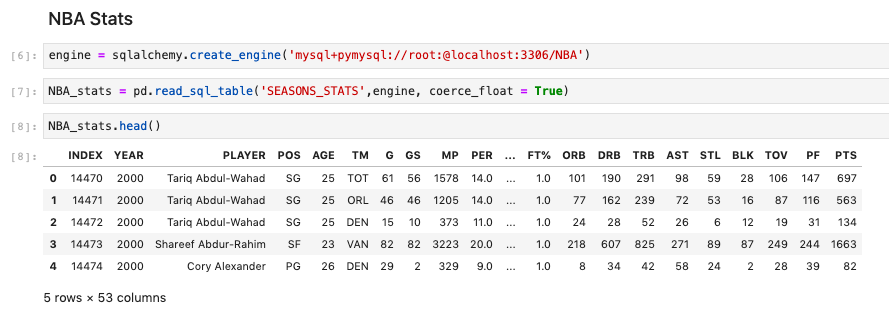 NBA Stats
[6]: engine = sqlalchemy.create_engine('mysql+pymysql://root:@localhost:3306/NBA')
[7]: NBA_stats = pd.read_sql_table('SEASONS_STATS',engine, coerce_float = True)
[8]: NBA_stats.head()
[8]: INDEX YEAR PLAYER POS AGE TM G GS MP PER ... FT% ORB DRB TRB AST STL BLK TOV PF PTS
0 14470 2000 Tariq Abdul-Wahad SG 25 TOT 61 56 1578 14.0 ... 1.0 101 190 291 98 59 28 106 147 697
1 14471 2000 Tariq Abdul-Wahad SG 25 ORL 46 46 1205 14.0 ... 1.0 77 162 239 72 53 16 87 116 563
2 14472 2000 Tariq Abdul-Wahad SG 25 DEN 15 10 373 11.0 ... 1.0 24 28 52 26 6 12 19 31 134
3 14473 2000 Shareef Abdur-Rahim SF 23 VAN 82 82 3223 20.0 ... 1.0 218 607 825 271 89 87 249 244 1663
4 14474 2000 Cory Alexander PG 26 DEN 29 2 329 9.0 ... 1.0 8 34 42 58 24 2 28 39 82
5 rows × 53 columns